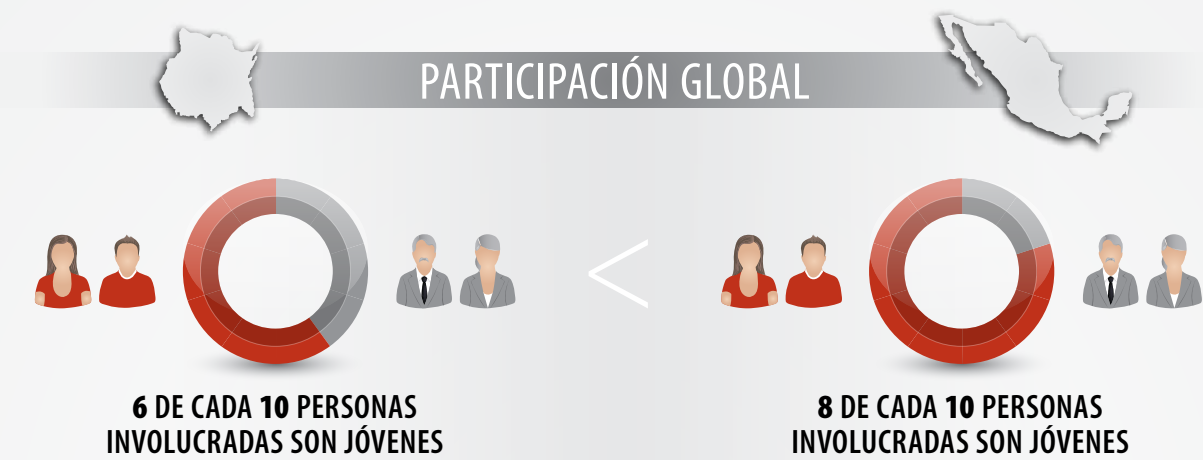 PARTICIPACIÓN GLOBAL
<
6 DE CADA 10 PERSONAS
INVOLUCRADAS SON JÓVENES
8 DE CADA 10 PERSONAS
INVOLUCRADAS SON JÓVENES